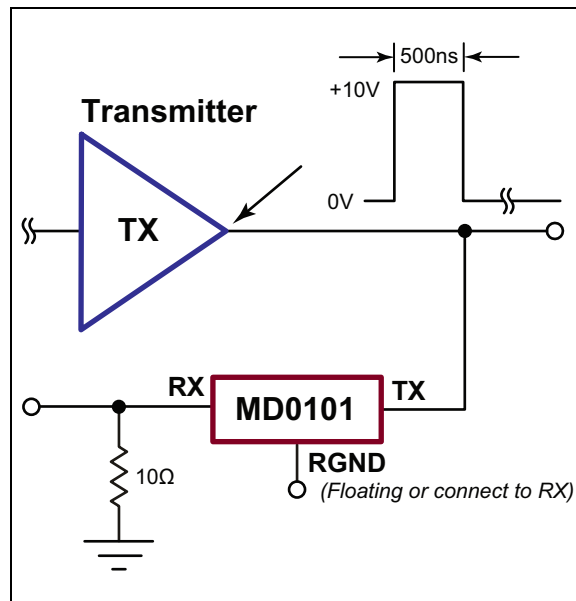 500ns
+10V
Transmitter
0V
TX
RX
MD0101
TX
10Ω
RGND
(Floating or connect to RX)